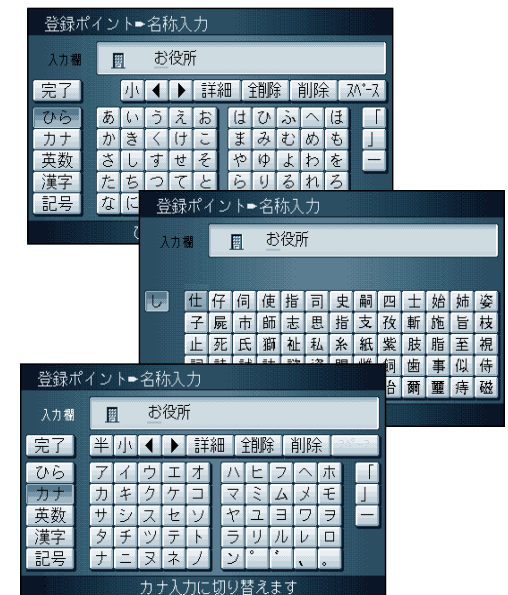 登録ポイント➨名称入力
入力欄 お役所
完了 小 ◀ ▶ 詳細 全削除 削除 スペース
ひら あ い う え お は ひ ふ へ ほ 「
カナ か き く け こ ま み む め も 」
英数 さ し す せ そ や ゆ よ わ を ー
漢字 た ち つ て と ら り る れ ろ
記号 な に
ひ
登録ポイント➨名称入力
入力欄 お役所
し 仕 仔 伺 使 指 司 史 嗣 四 士 始 姉 姿
子 屍 市 師 志 思 指 支 孜 斯 施 旨 枝
止 死 氏 獅 祉 私 糸 紙 紫 肢 脂 至 視
飼 歯 事 似 侍
治 爾 璽 痔 磁
登録ポイント➨名称入力
入力欄 お役所
完了 半 小 ◀ ▶ 詳細 全削除 削除 スペース
ひら ア イ ウ エ オ ハ ヒ フ ヘ ホ 「
カナ カ キ ク ケ コ マ ミ ム メ モ 」
英数 サ シ ス セ ソ ヤ ユ ヨ ワ ヲ ー
漢字 タ チ ツ テ ト ラ リ ル レ ロ
記号 ナ ニ ヌ ネ ノ ン ゜ ゛ 、 。
カナ入力に切り替えます